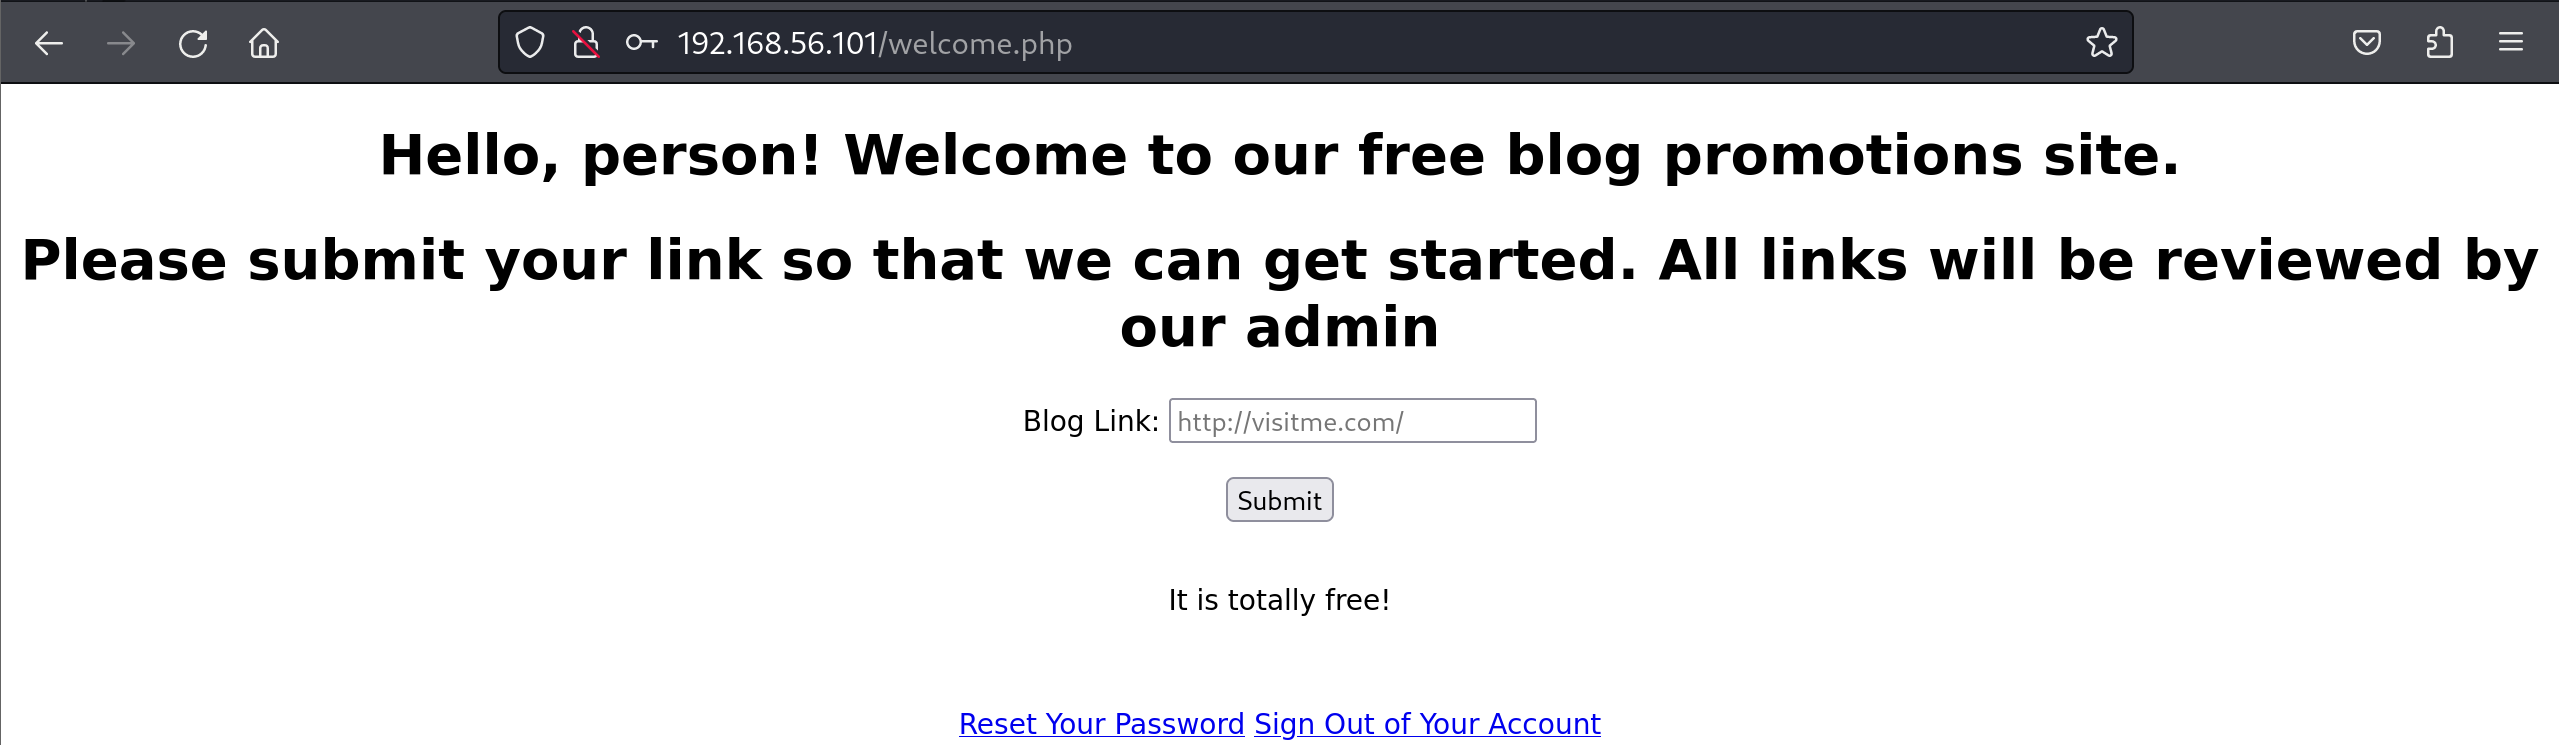 192.168.56.101/welcome.php
Hello, person! Welcome to our free blog promotions site.
Please submit your link so that we can get started. All links will be reviewed by
our admin
Blog Link: http://visitme.com/
Submit
It is totally free!
Reset Your Password Sign Out of Your Account